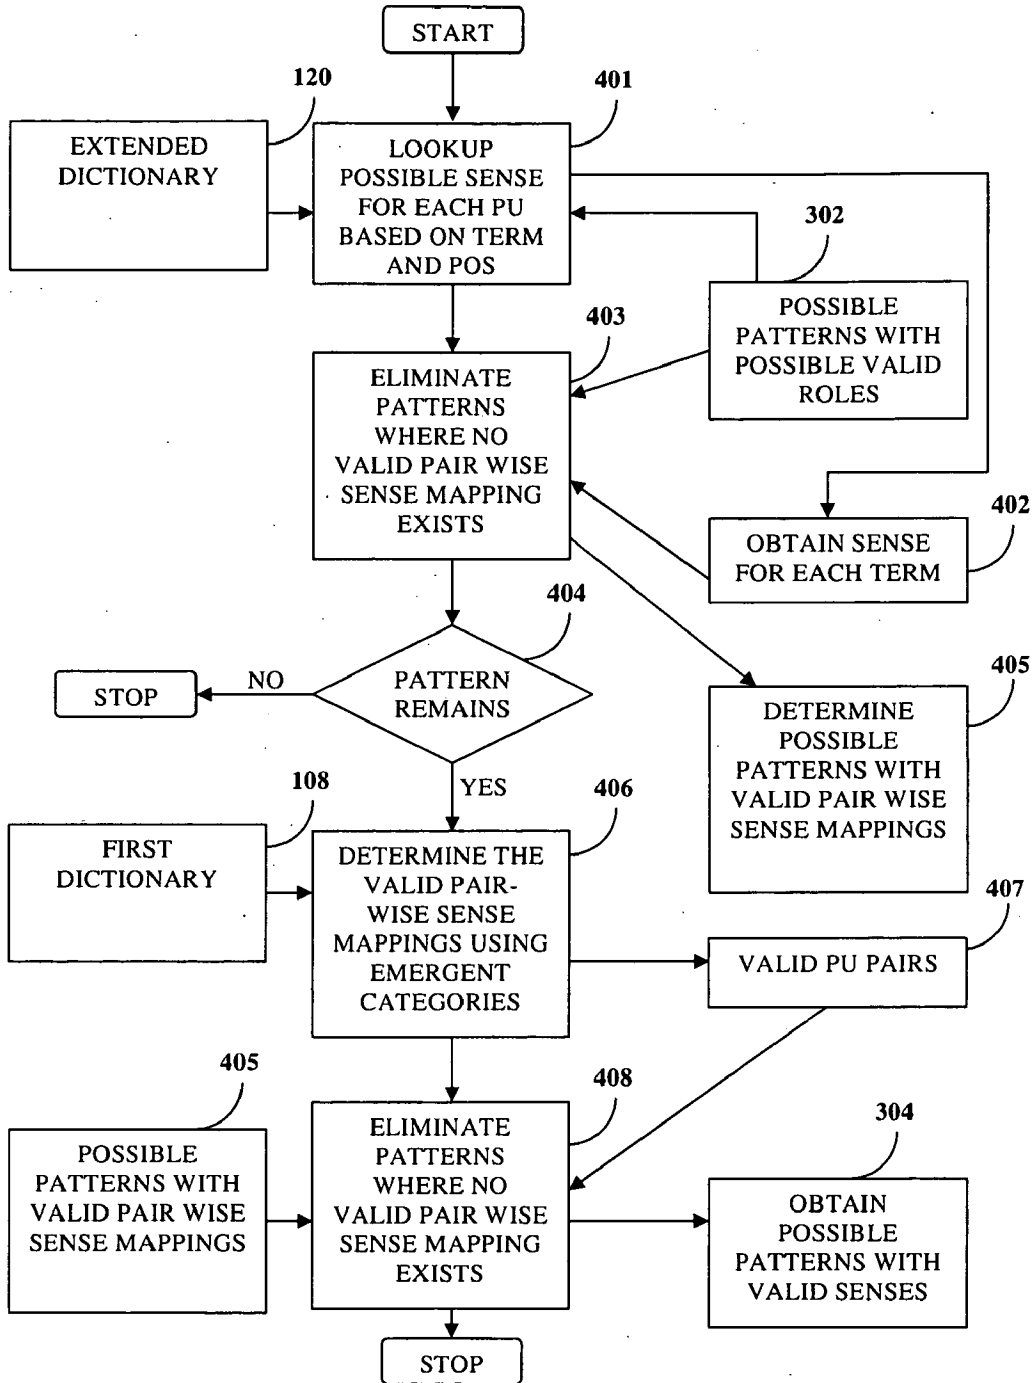 START
120
401
EXTENDED
DICTIONARY
LOOKUP
POSSIBLE SENSE
FOR EACH PU
BASED ON TERM
AND POS
302
POSSIBLE
PATTERNS WITH
POSSIBLE VALID
ROLES
403
ELIMINATE
PATTERNS
WHERE NO
VALID PAIR WISE
SENSE MAPPING
EXISTS
402
OBTAIN SENSE
FOR EACH TERM
404
PATTERN
REMAINS
NO
STOP
405
DETERMINE
POSSIBLE
PATTERNS WITH
VALID PAIR WISE
SENSE MAPPINGS
YES
108
FIRST
DICTIONARY
406
DETERMINE THE
VALID PAIR-
WISE SENSE
MAPPINGS USING
EMERGENT
CATEGORIES
407
VALID PU PAIRS
405
POSSIBLE
PATTERNS WITH
VALID PAIR WISE
SENSE MAPPINGS
408
ELIMINATE
PATTERNS
WHERE NO
VALID PAIR WISE
SENSE MAPPING
EXISTS
304
OBTAIN
POSSIBLE
PATTERNS WITH
VALID SENSES
STOP